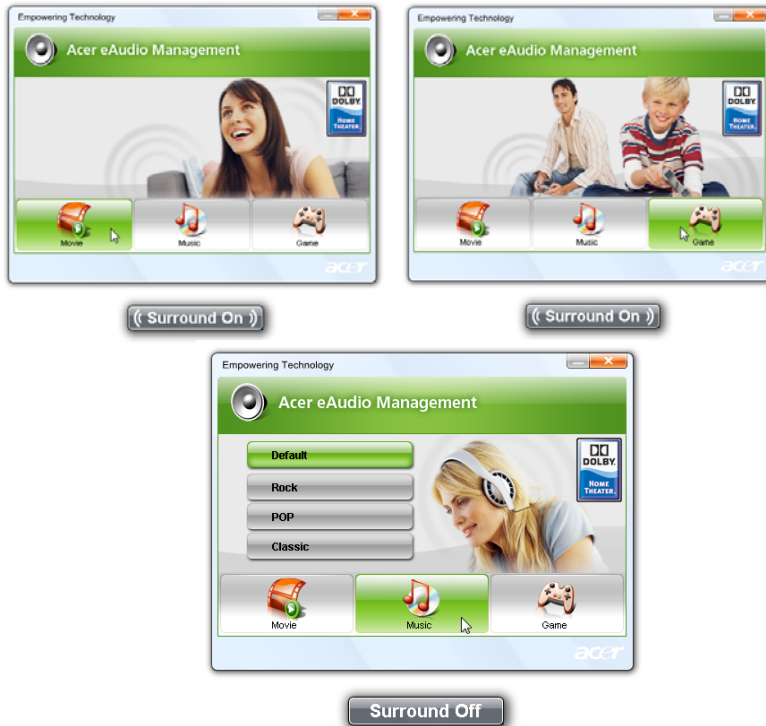 Empowering Technology
Acer eAudio Management
DOLBY
HOME
THEATER
Movie
Music
Game
acer
(( Surround On ))
Empowering Technology
Acer eAudio Management
DOLBY
HOME
THEATER
Movie
Music
Game
acer
(( Surround On ))
Empowering Technology
Acer eAudio Management
Default
Rock
POP
Classic
DOLBY
HOME
THEATER
Movie
Music
Game
acer
Surround Off